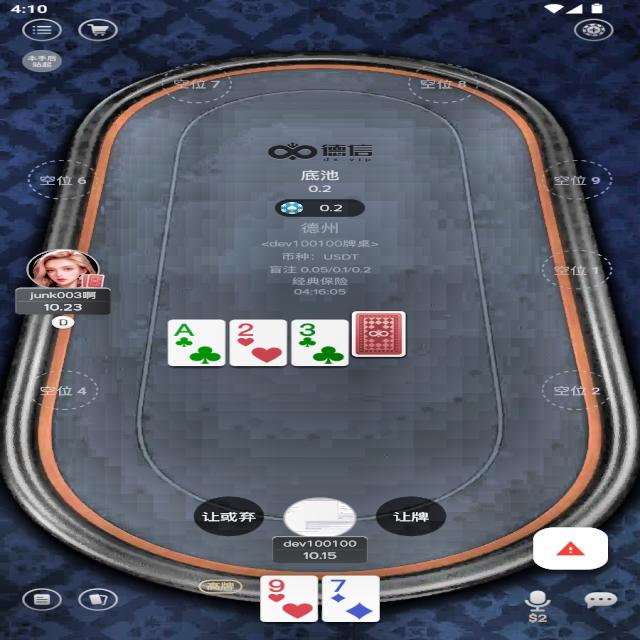 4:10
本手后
站起
空位 7
空位 8
德信
dx.vip
底池
0.2
0.2
空位 6
空位 9
德州
<dev100100牌桌>
币种：USDT
盲注 0.05/0.1/0.2
经典保险
04:16:05
空位 1
junk003啊
10.23
D
A
2
3
空位 4
空位 2
让或弃
让牌
dev100100
10.15
高牌
9
7
$2